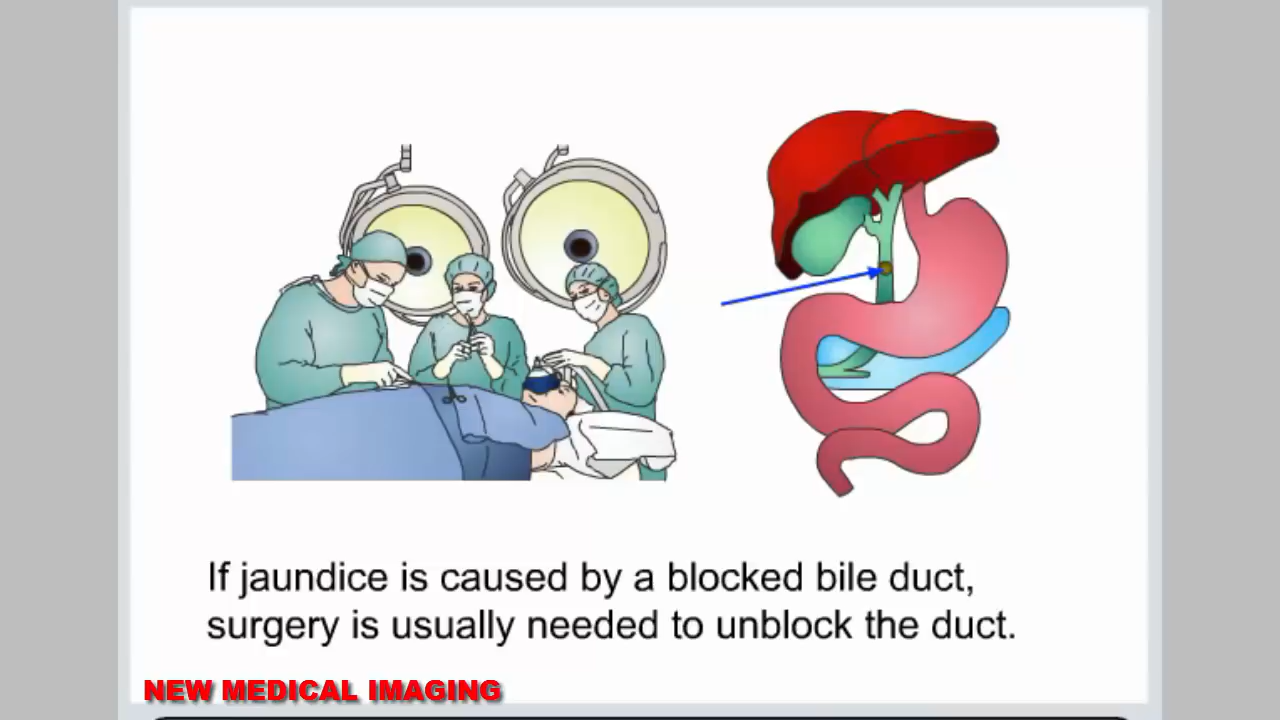 If jaundice is caused by a blocked bile duct,
surgery is usually needed to unblock the duct.
NEW MEDICAL IMAGING